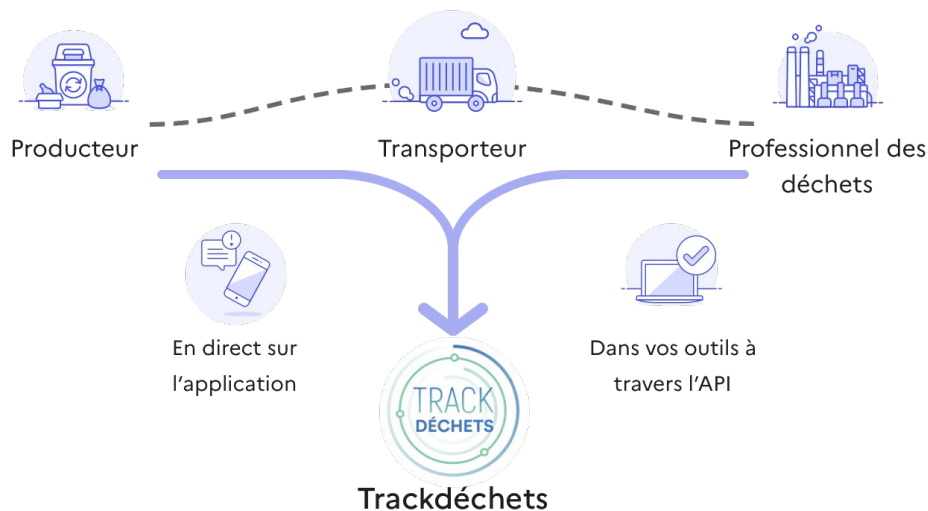 Producteur
Transporteur
Professionnel des
déchets
En direct sur
l’application
Dans vos outils à
travers l’API
TRACK
DÉCHETS
Trackdéchets